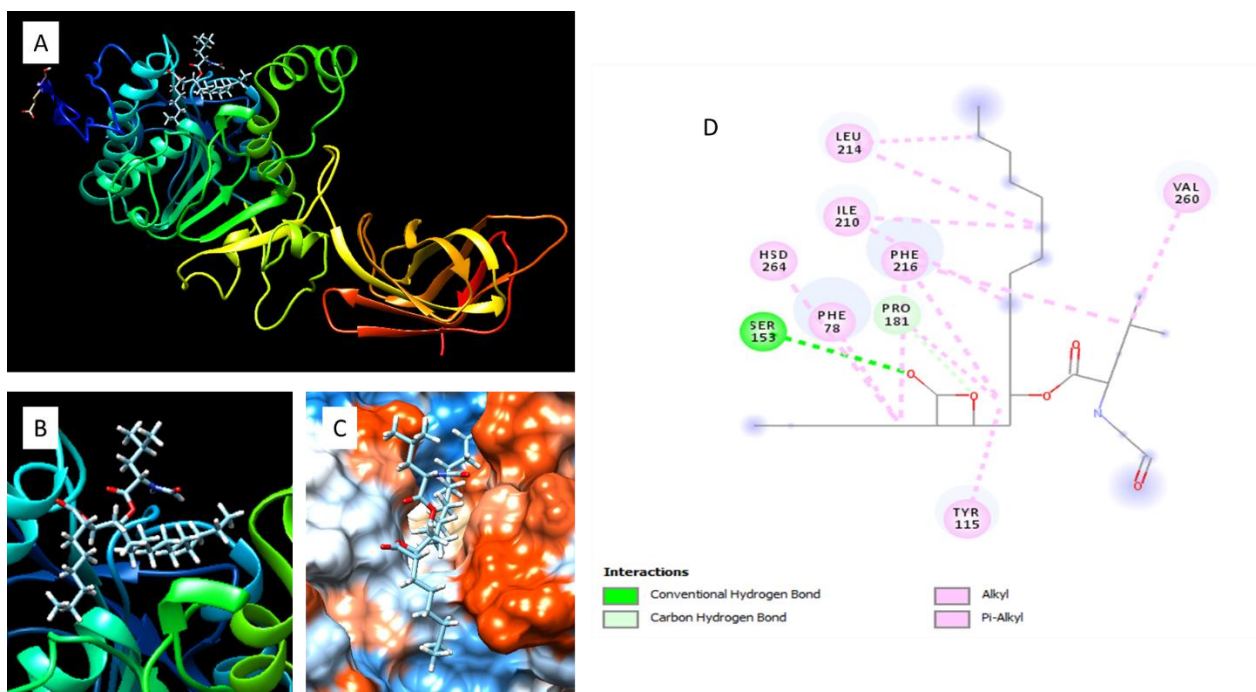 A
B
C
D
LEU
214
VAL
260
ILE
210
HSD
264
PHE
216
PHE
78
PRO
181
SER
153
O
O
O
O
N
O
TYR
115
Interactions
Conventional Hydrogen Bond
Carbon Hydrogen Bond
Alkyl
Pi-Alkyl